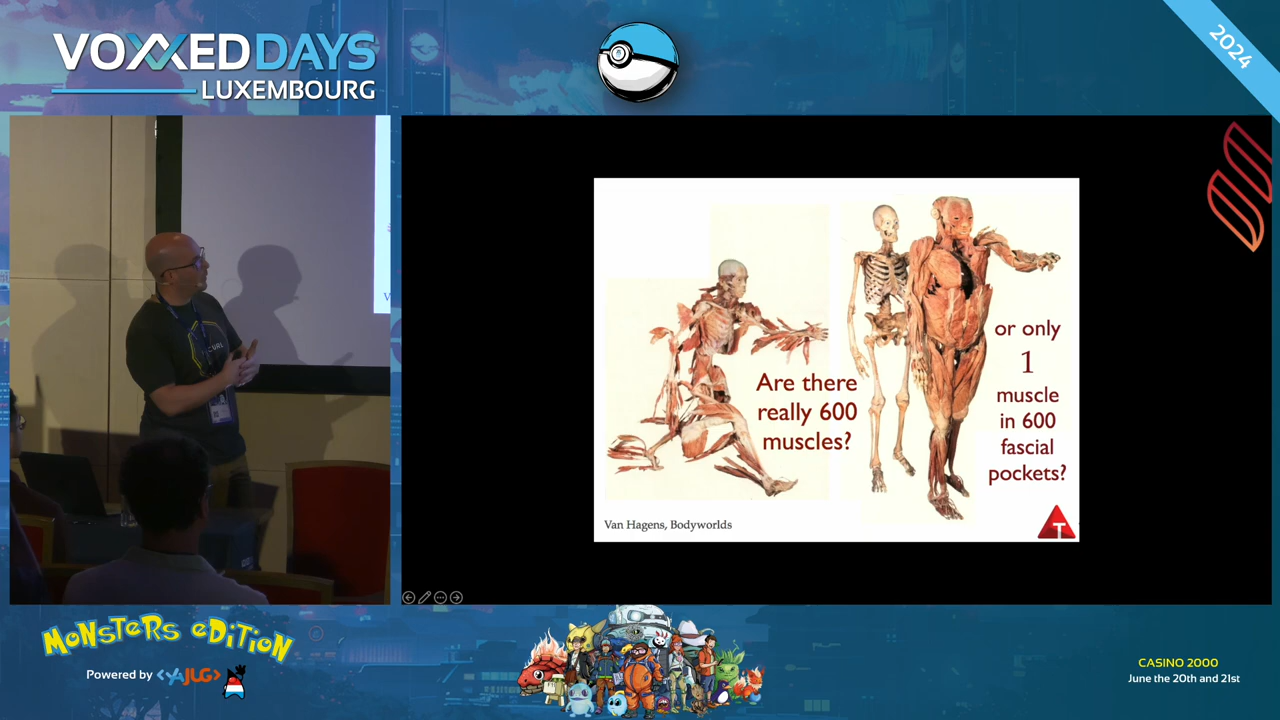 VOXXED DAYS
LUXEMBOURG
2024
CURL
V
Are there
really 600
muscles?
or only
1
muscle
in 600
fascial
pockets?
Van Hagens, Bodyworlds
T
MONSTERS EDITION
Powered by <YAJUG>
CASINO 2000
June the 20th and 21st